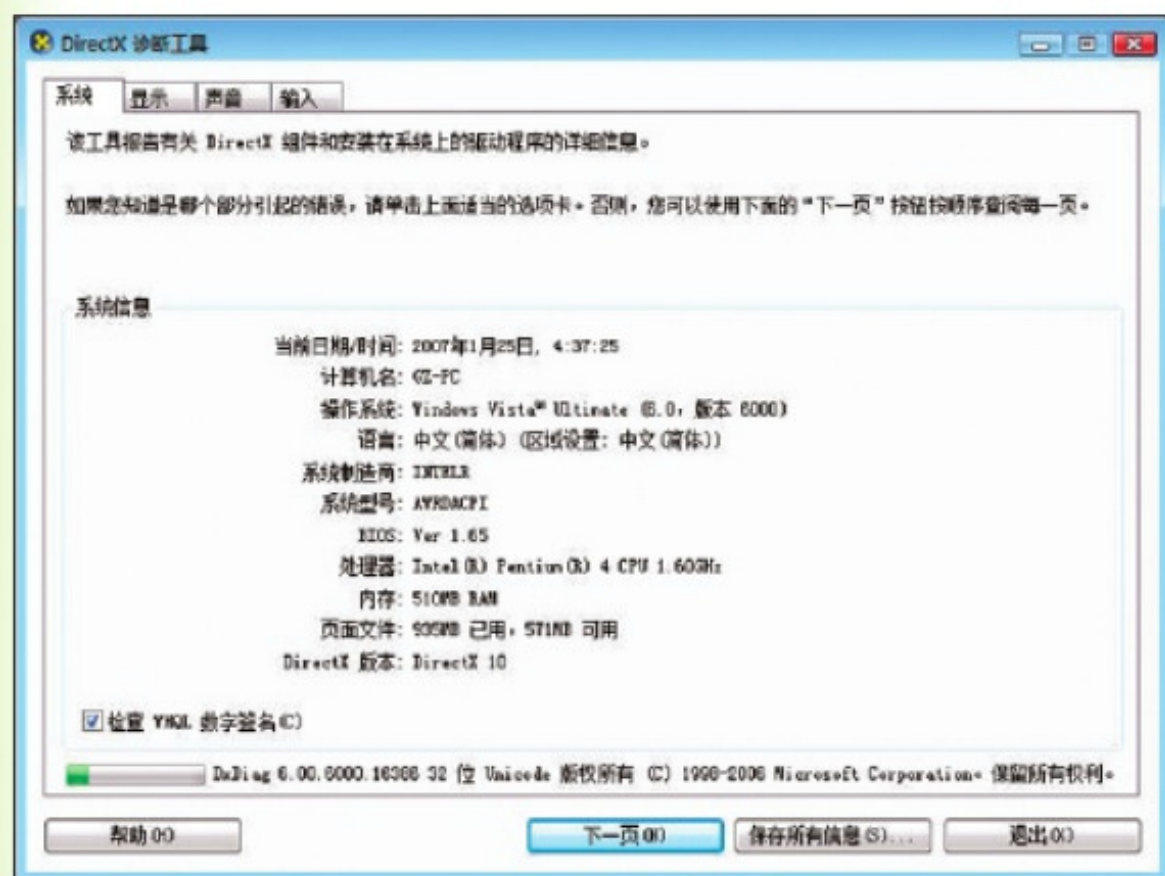 DirectX 诊断工具
系统 显示 声音 输入
该工具报告有关 DirectX 组件和安装在系统上的驱动程序的详细信息。
如果您知道是哪个部分引起的错误，请单击上面适当的选项卡。否则，您可以使用下面的“下一页”按钮按顺序查阅每一页。
系统信息
当前日期/时间: 2007年1月25日, 4:37:25
计算机名: GZ-PC
操作系统: Windows Vista™ Ultimate (6.0, 版本 6000)
语言: 中文(简体) (区域设置: 中文(简体))
系统制造商: INTELR
系统型号: AWRDACPI
BIOS: Ver 1.65
处理器: Intel(R) Pentium(R) 4 CPU 1.60GHz
内存: 510MB RAM
页面文件: 935MB 已用, 571MB 可用
DirectX 版本: DirectX 10
检查 WHQL 数字签名(C)
DxDiag 6.00.6000.16386 32 位 Unicode 版权所有 (C) 1998-2006 Microsoft Corporation。保留所有权利。
帮助(H) 下一页(N) 保存所有信息(S)... 退出(X)